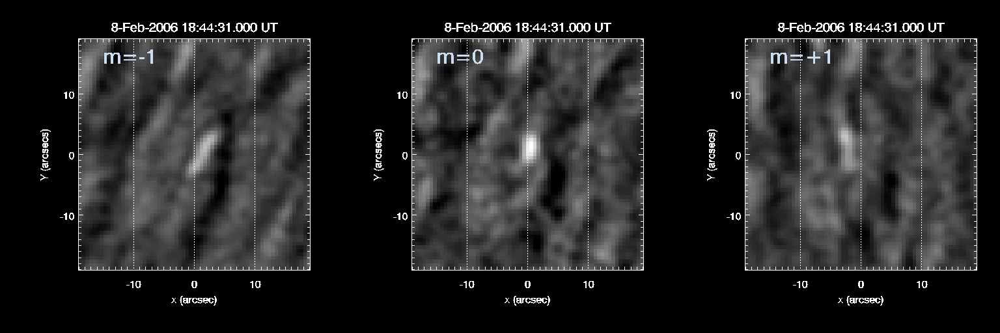 8-Feb-2006 18:44:31.000 UT
m=-1
10
0
-10
Y (arcsecs)
-10 0 10
x (arcsec)
8-Feb-2006 18:44:31.000 UT
m=0
10
0
-10
Y (arcsecs)
-10 0 10
x (arcsec)
8-Feb-2006 18:44:31.000 UT
m=+1
10
0
-10
Y (arcsecs)
-10 0 10
x (arcsec)